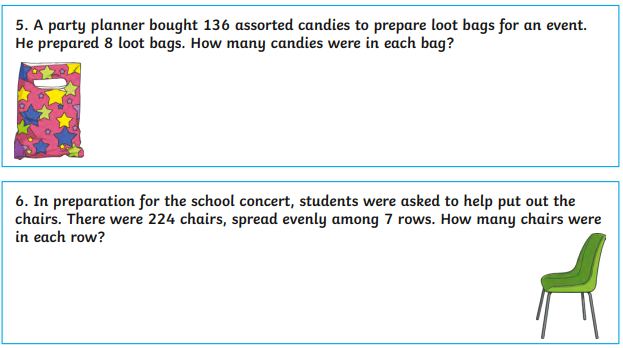 5. A party planner bought 136 assorted candies to prepare loot bags for an event.
He prepared 8 loot bags. How many candies were in each bag?
6. In preparation for the school concert, students were asked to help put out the
chairs. There were 224 chairs, spread evenly among 7 rows. How many chairs were
in each row?